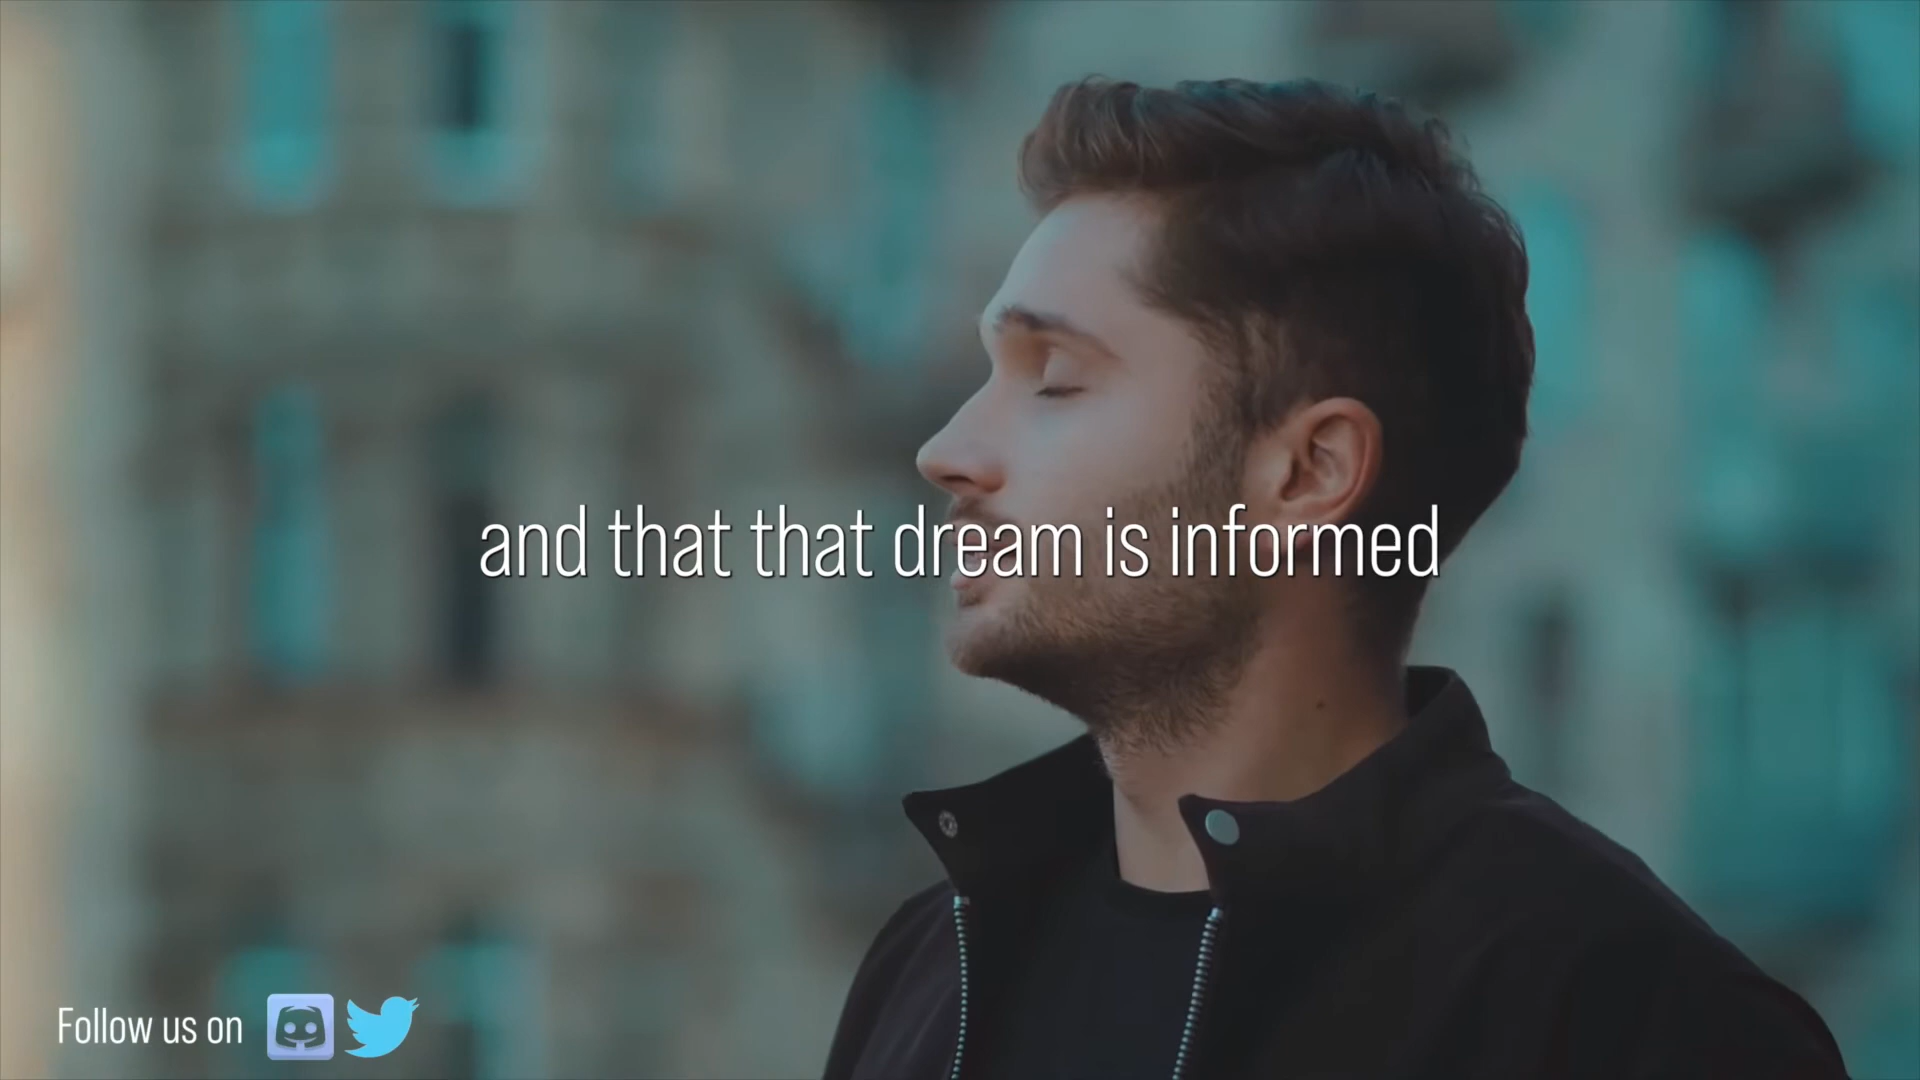 and that that dream is informed
Follow us on